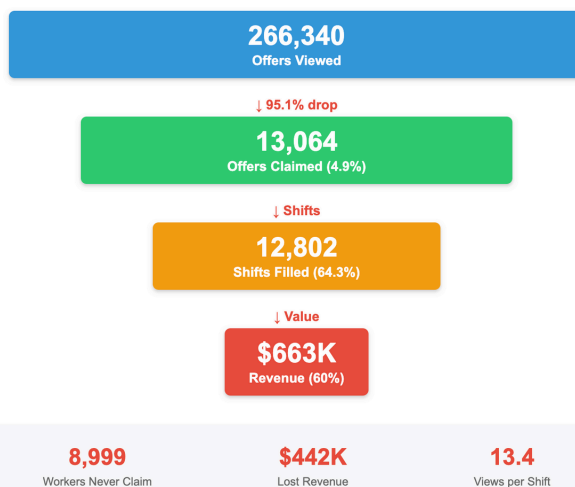 266,340
Offers Viewed
↓ 95.1% drop
13,064
Offers Claimed (4.9%)
↓ Shifts
12,802
Shifts Filled (64.3%)
↓ Value
$663K
Revenue (60%)
8,999
Workers Never Claim
$442K
Lost Revenue
13.4
Views per Shift